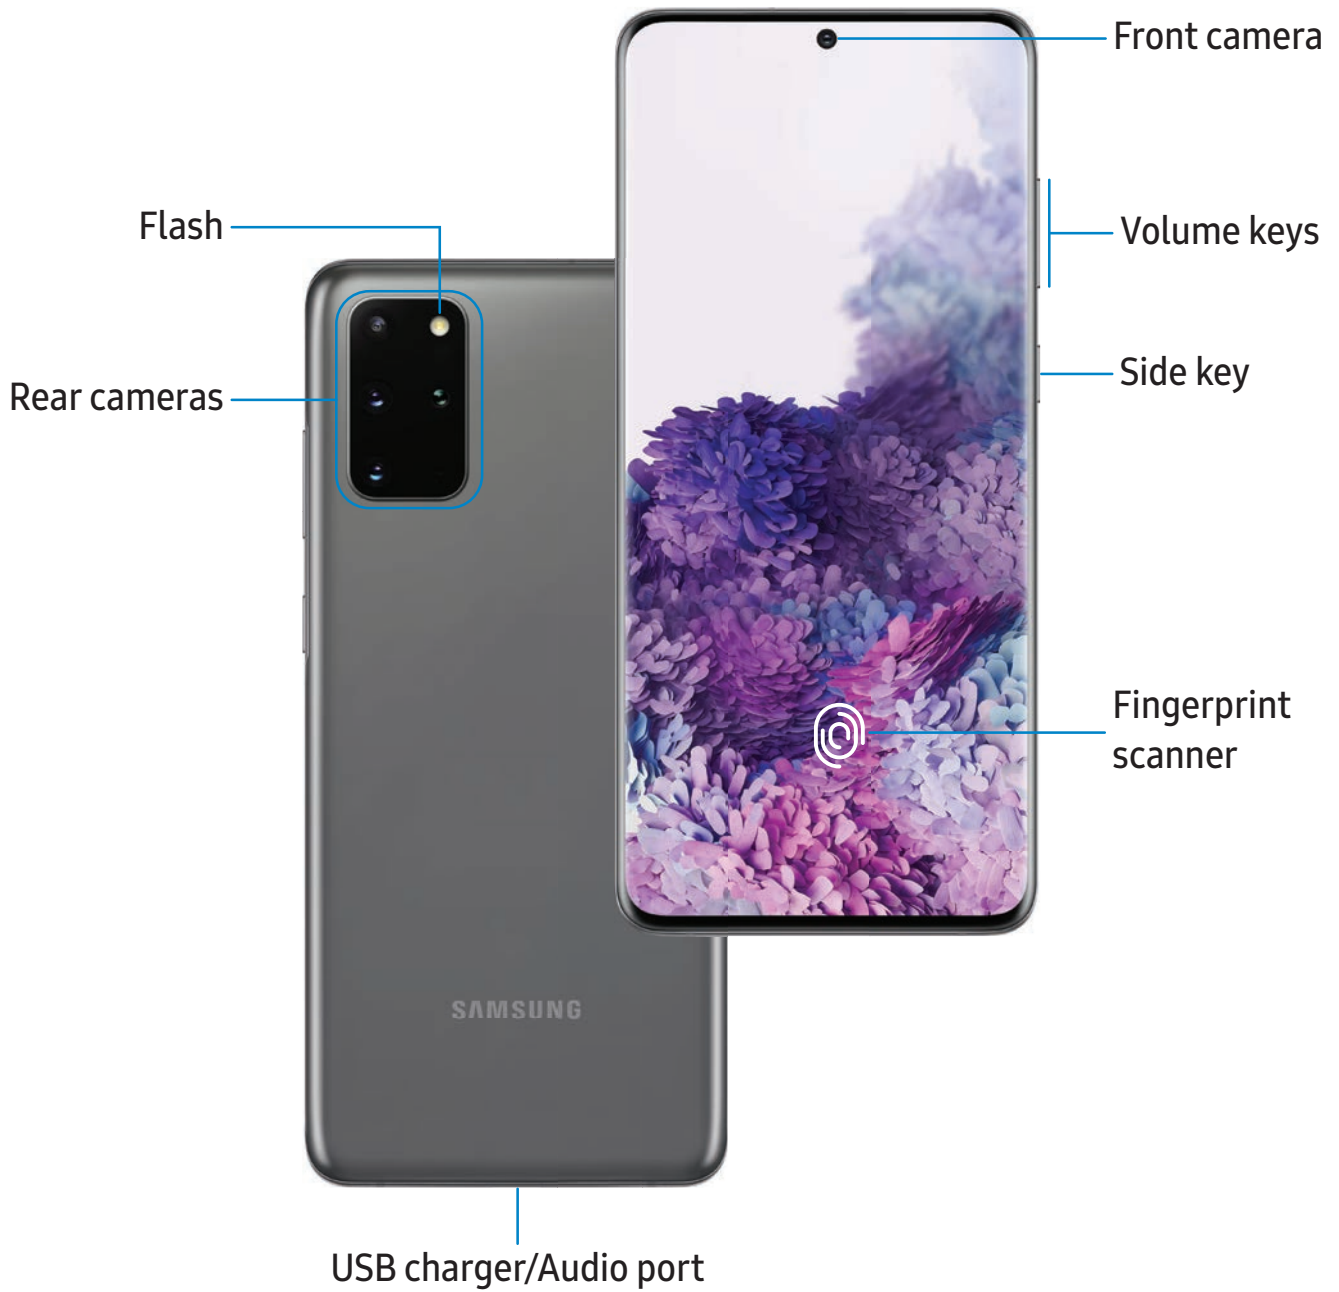 Front camera
Flash
Volume keys
Side key
Rear cameras
Fingerprint
scanner
SAMSUNG
USB charger/Audio port